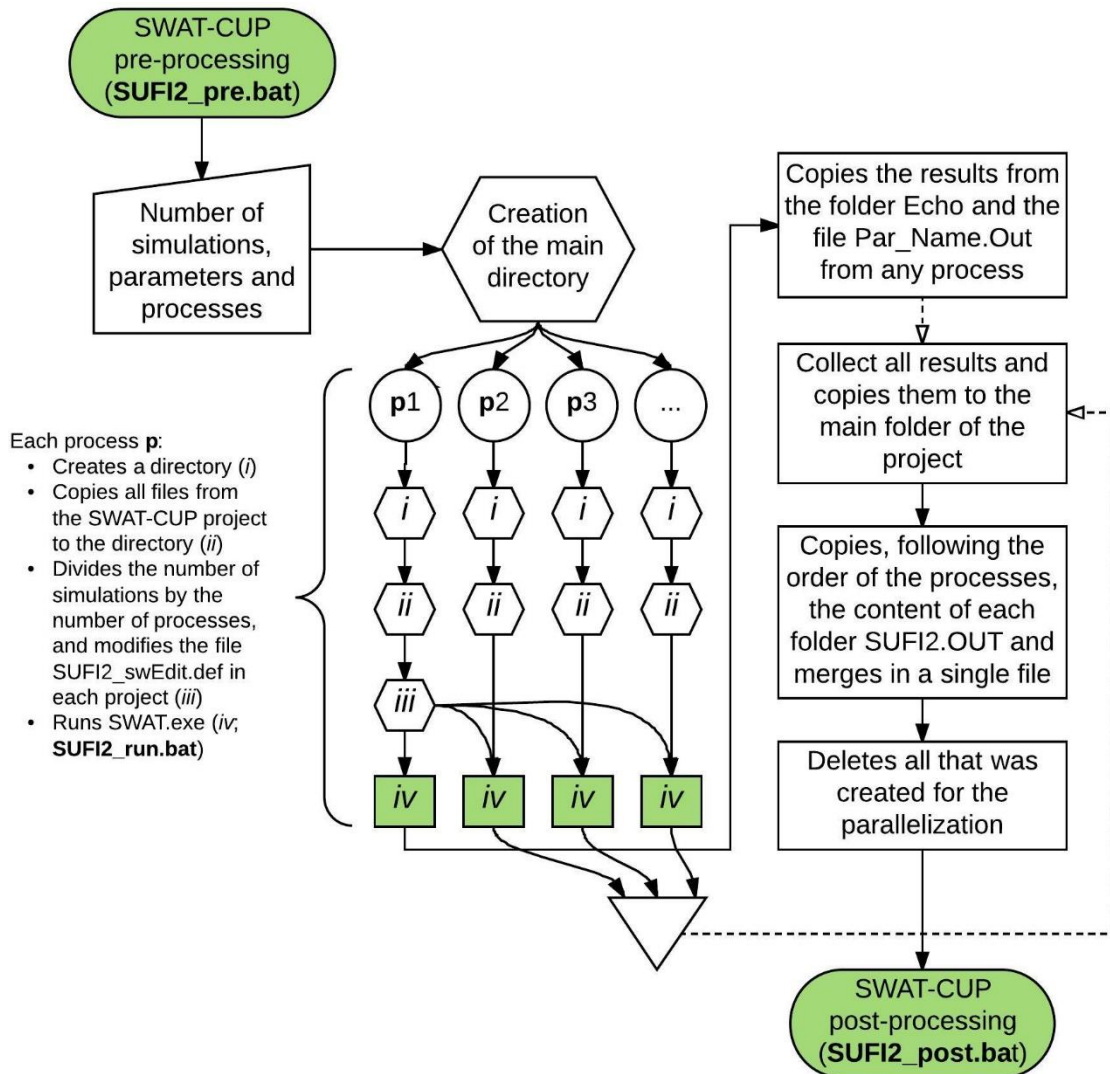 SWAT-CUP
pre-processing
(SUFI2_pre.bat)
Number of
simulations,
parameters and
processes
Creation
of the main
directory
p1
p2
p3
...
Each process p:
• Creates a directory (i)
• Copies all files from
the SWAT-CUP project
to the directory (ii)
• Divides the number of
simulations by the
number of processes,
and modifies the file
SUFI2_swEdit.def in
each project (iii)
• Runs SWAT.exe (iv;
SUFI2_run.bat)
i
i
i
i
ii
ii
ii
ii
iii
iv
iv
iv
iv
Copies the results from
the folder Echo and the
file Par_Name.Out
from any process
Collect all results and
copies them to the
main folder of the
project
Copies, following the
order of the processes,
the content of each
folder SUFI2.OUT and
merges in a single file
Deletes all that was
created for the
parallelization
SWAT-CUP
post-processing
(SUFI2_post.bat)